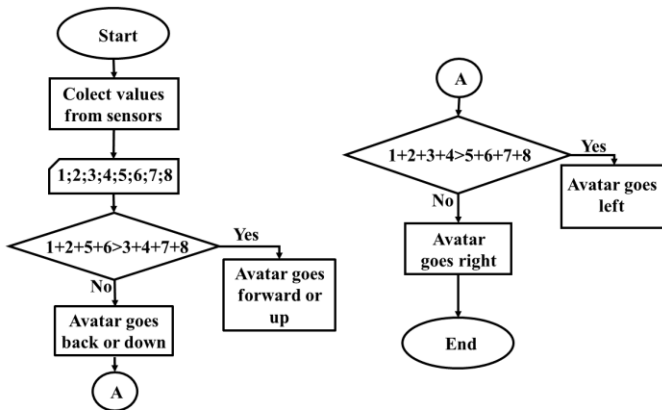 Start
Colect values
from sensors
1;2;3;4;5;6;7;8
1+2+5+6>3+4+7+8
Yes
No
Avatar goes
forward or
up
Avatar goes
back or down
A
A
1+2+3+4>5+6+7+8
Yes
No
Avatar goes
left
Avatar
goes right
End